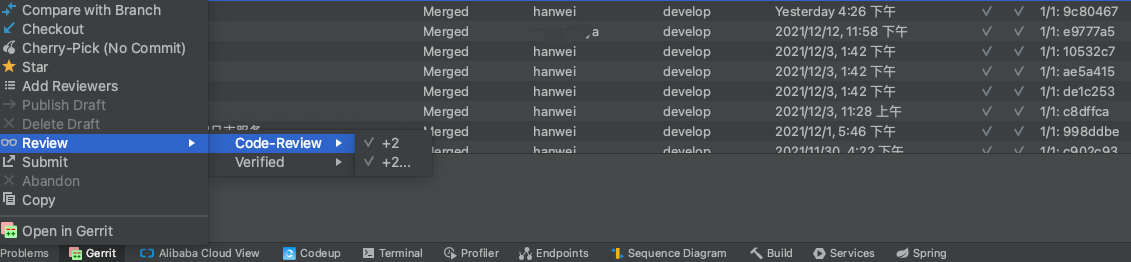 Compare with Branch
Checkout
Cherry-Pick (No Commit)
Star
Add Reviewers
Publish Draft
Delete Draft
Review
Submit
Abandon
Copy
Open in Gerrit
Code-Review
Verified
+2
+2...
Merged hanwei develop Yesterday 4:26 下午 1/1: 9c80467
Merged a develop 2021/12/12, 11:58 下午 1/1: e9777a5
Merged hanwei develop 2021/12/3, 1:42 下午 1/1: 10532c7
Merged hanwei develop 2021/12/3, 1:42 下午 1/1: ae5a415
Merged hanwei develop 2021/12/3, 1:42 下午 1/1: de1c253
Merged hanwei develop 2021/12/3, 11:28 上午 1/1: c8dffca
Merged hanwei develop 2021/12/1, 5:46 下午 1/1: 998ddbe
Merged hanwei develop 2021/11/30, 4:22 下午 1/1: c902c93
Problems Gerrit Alibaba Cloud View Codeup Terminal Profiler Endpoints Sequence Diagram Build Services Spring